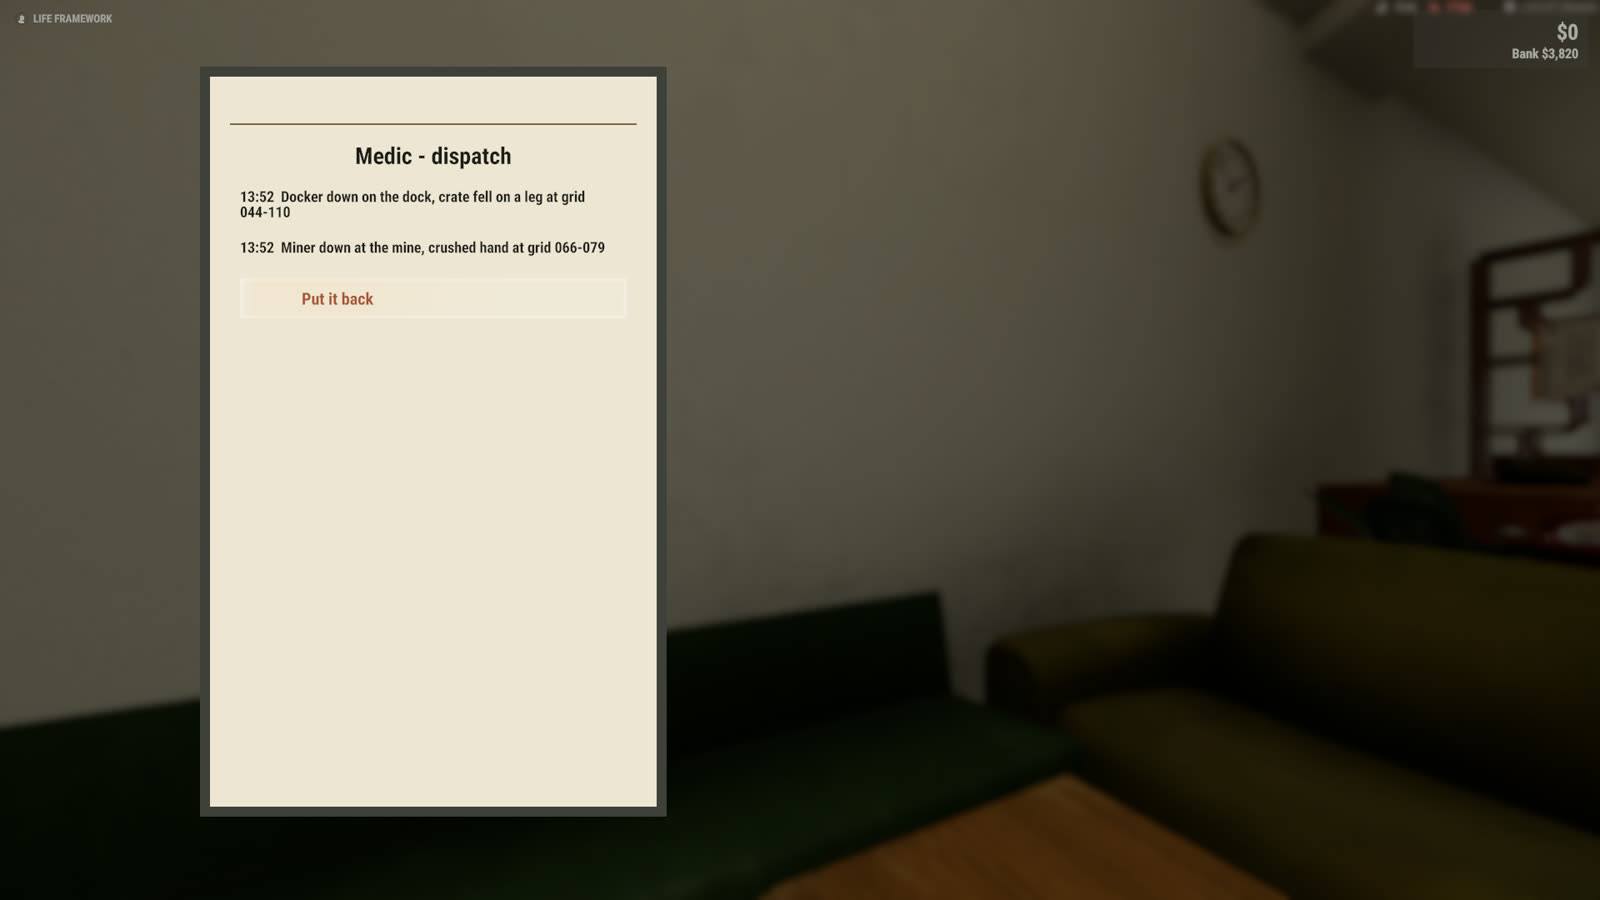 LIFE FRAMEWORK
$0
Bank $3,820
Medic - dispatch
13:52 Docker down on the dock, crate fell on a leg at grid
044-110
13:52 Miner down at the mine, crushed hand at grid 066-079
Put it back